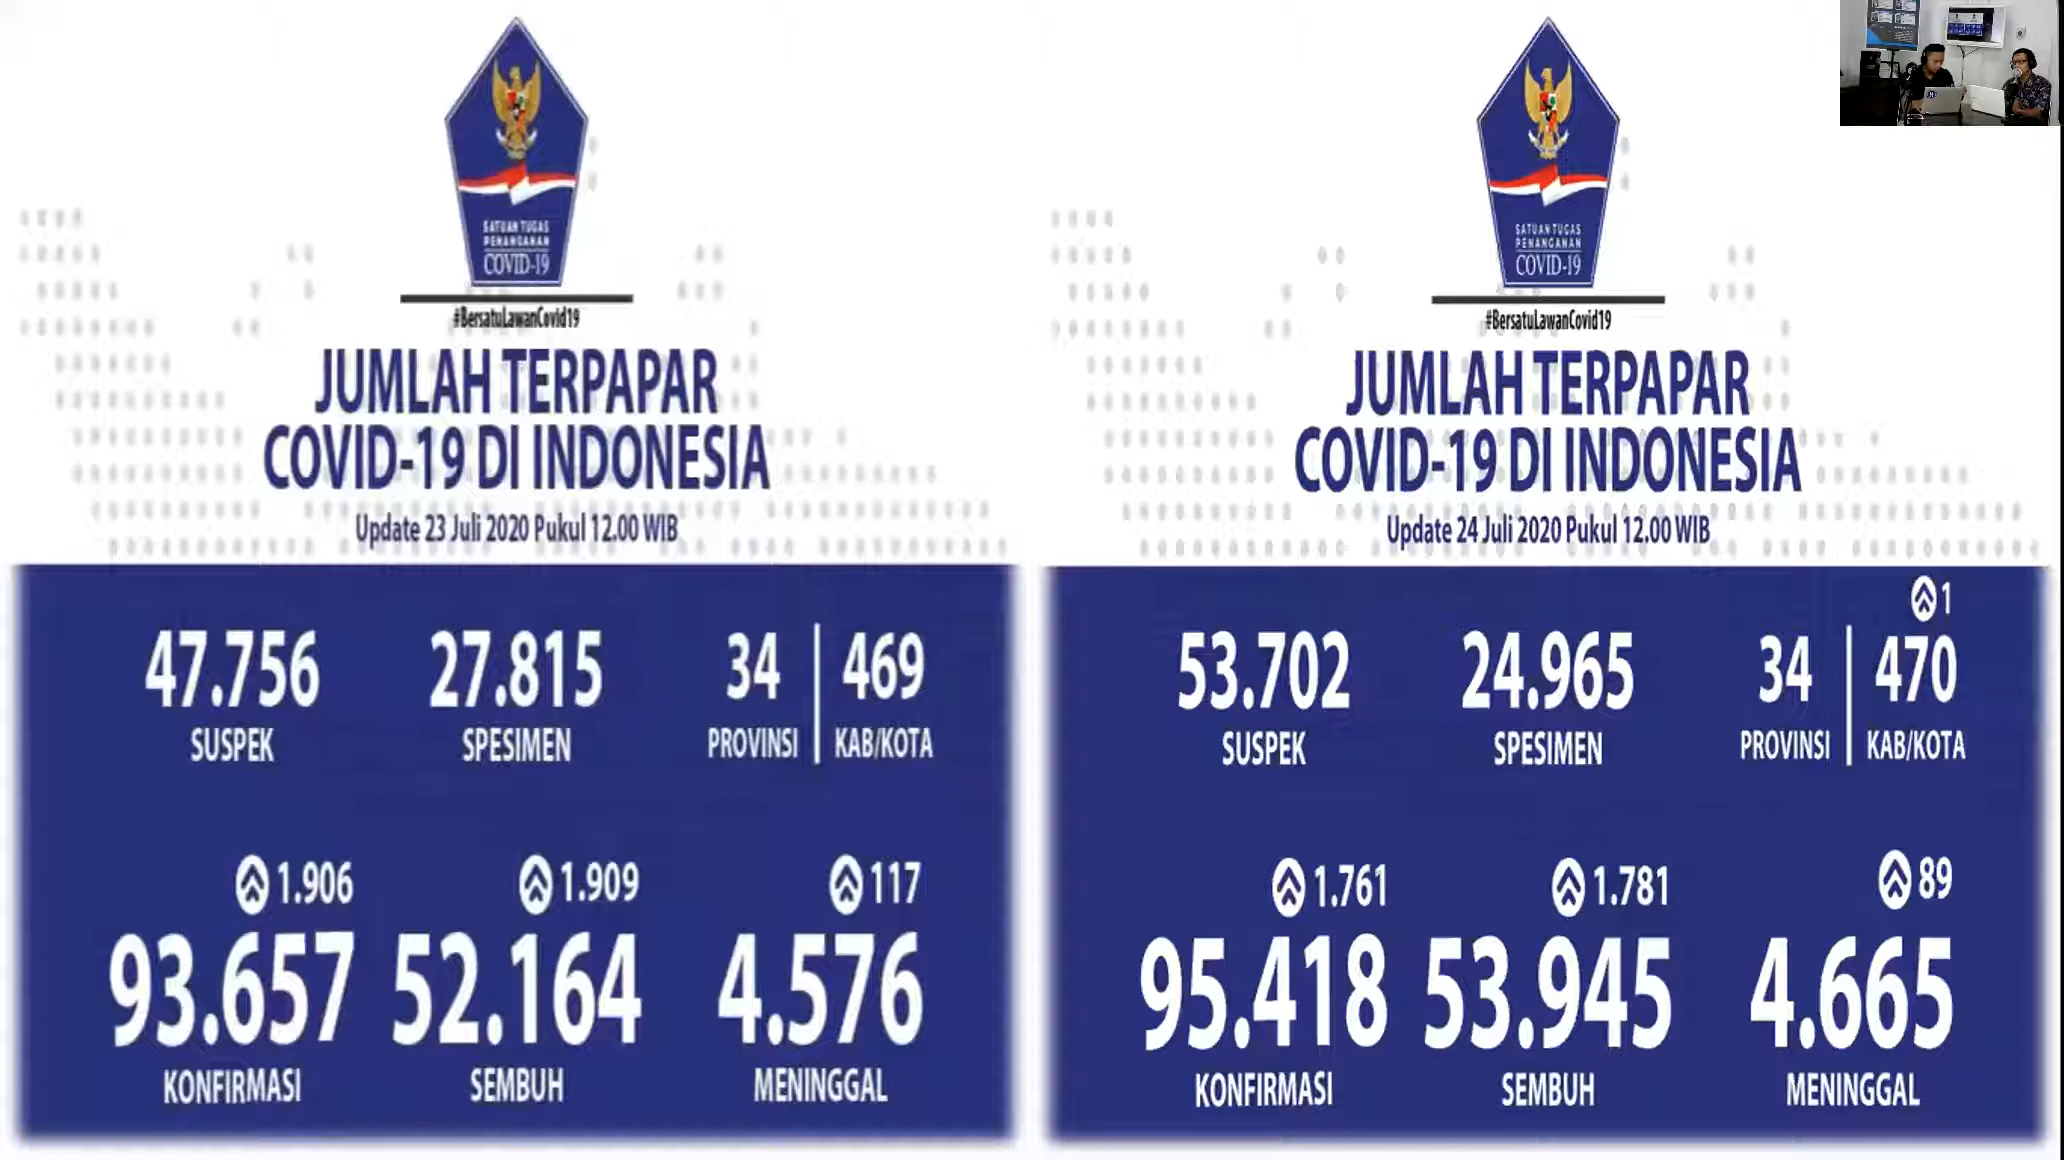 SATUAN TUGAS
PENANGANAN
COVID-19
#BersatuLawanCovid19
JUMLAH TERPAPAR
COVID-19 DI INDONESIA
Update 23 Juli 2020 Pukul 12.00 WIB
47.756
SUSPEK
27.815
SPESIMEN
34
PROVINSI
469
KAB/KOTA
1.906
93.657
KONFIRMASI
1.909
52.164
SEMBUH
117
4.576
MENINGGAL
SATUAN TUGAS
PENANGANAN
COVID-19
#BersatuLawanCovid19
JUMLAH TERPAPAR
COVID-19 DI INDONESIA
Update 24 Juli 2020 Pukul 12.00 WIB
53.702
SUSPEK
24.965
SPESIMEN
34
PROVINSI
1
470
KAB/KOTA
1.761
95.418
KONFIRMASI
1.781
53.945
SEMBUH
89
4.665
MENINGGAL